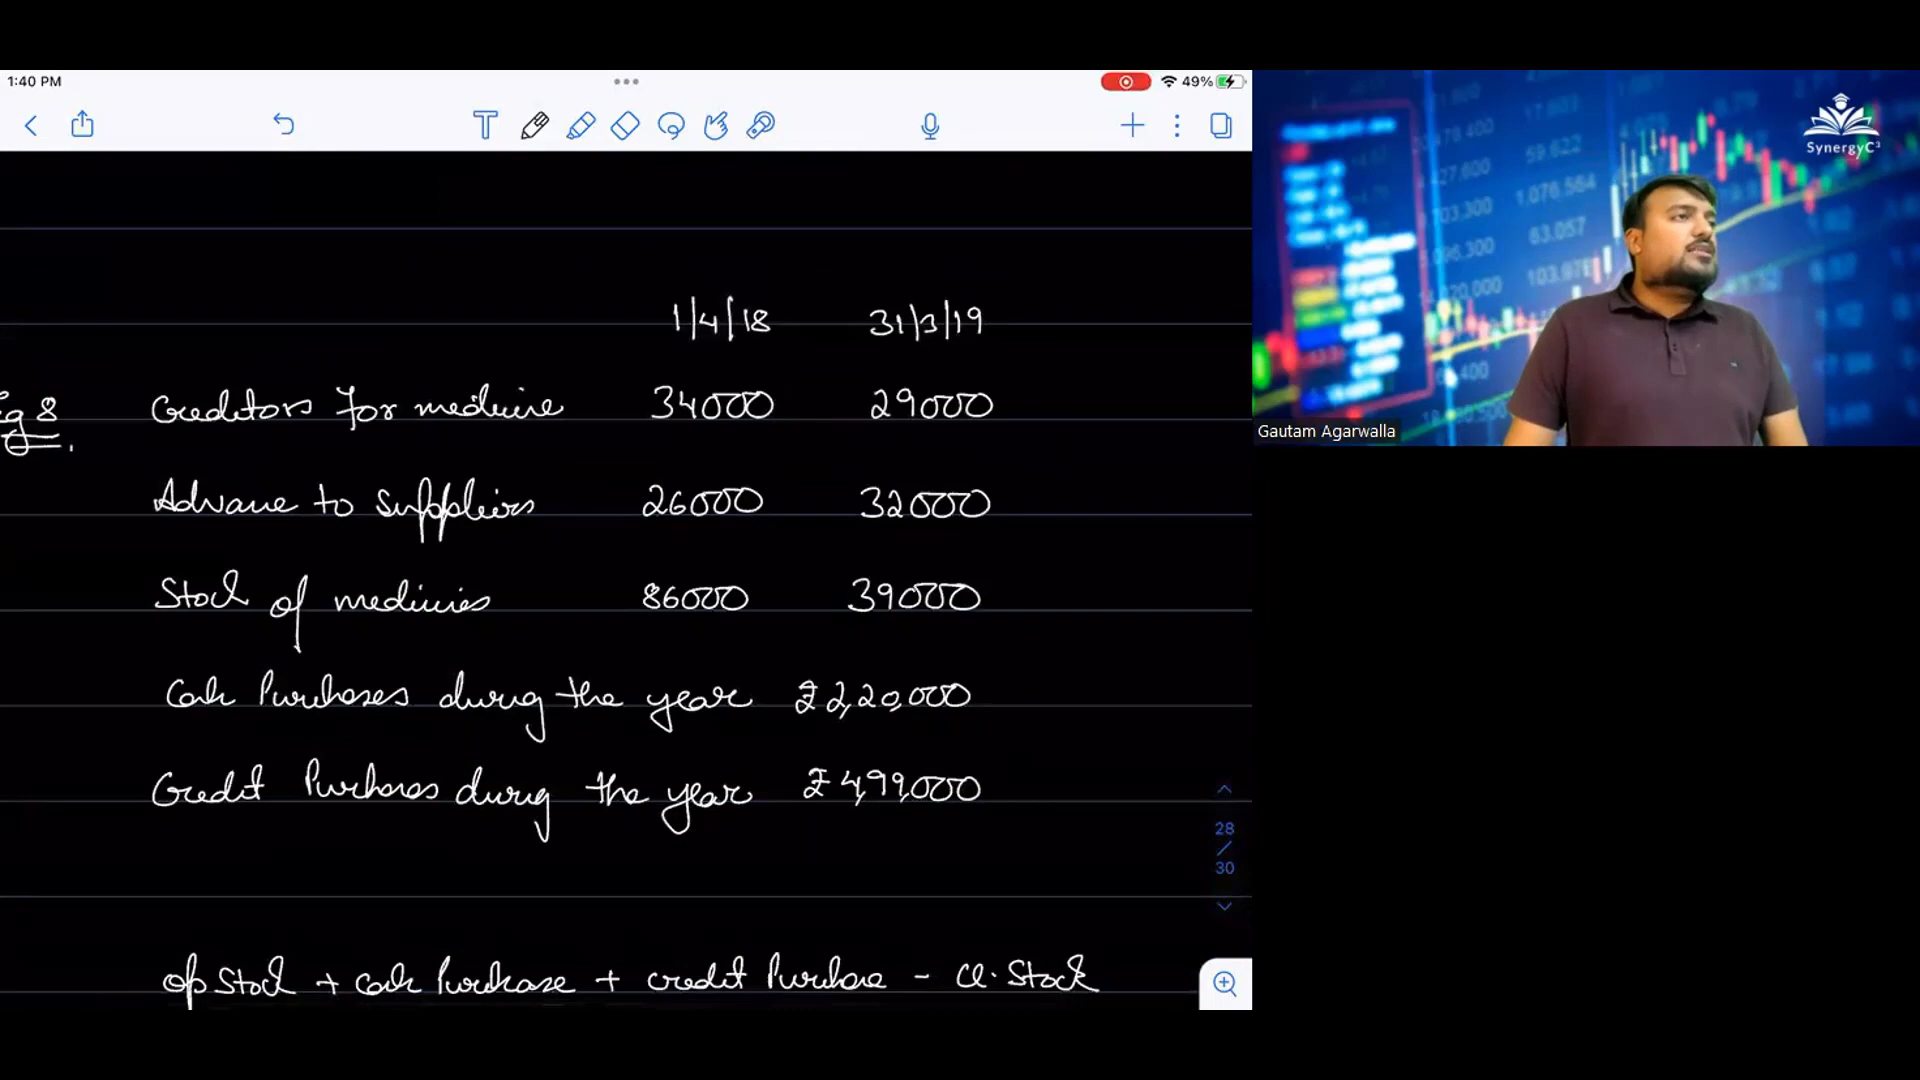 1:40 PM
49%
SynergyC³
1/4/18 31/3/19
Eg 8. Creditors for medicine 34000 29000
Advance to suppliers 26000 32000
Stock of medicines 86000 39000
Cash Purchases during the year ₹2,20,000
Credit Purchases during the year ₹4,99,000
28
/
30
op Stock + cash Purchase + credit Purchase - Cl. Stock
Gautam Agarwalla